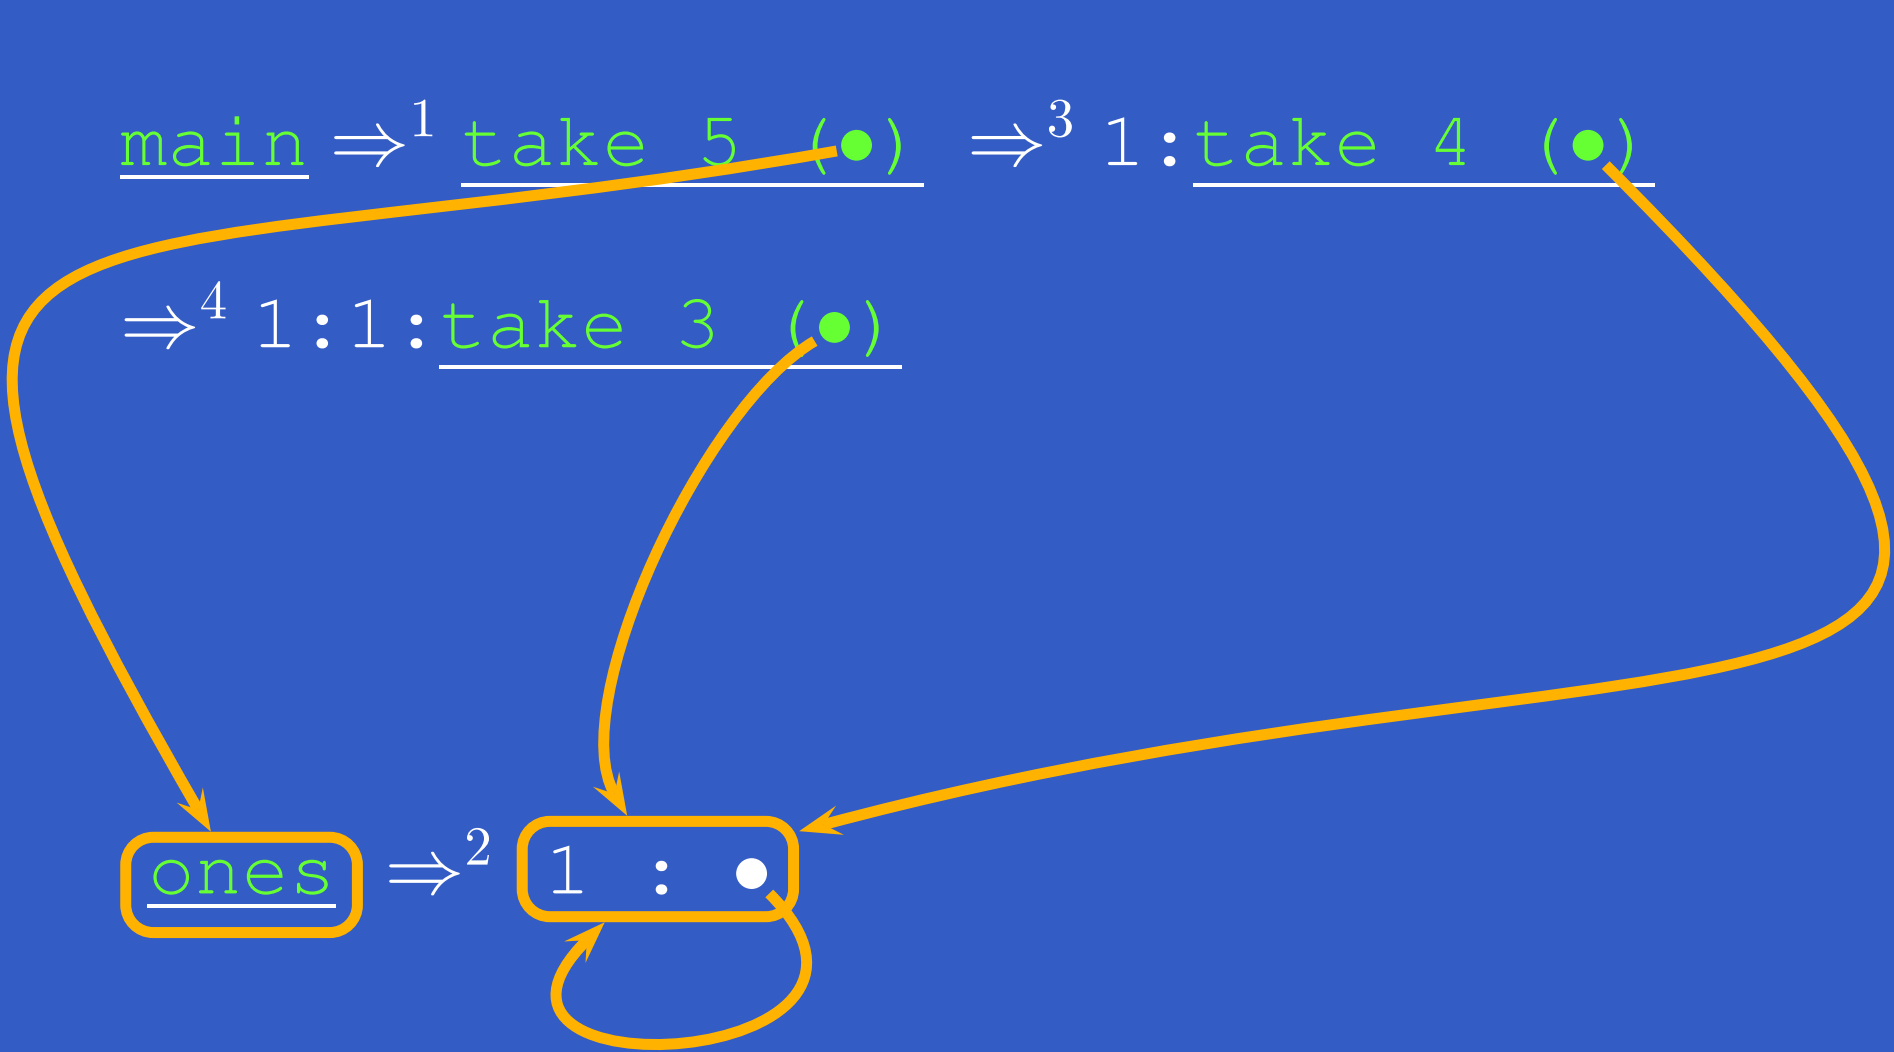 main ⇒¹ take 5 (●) ⇒³ 1:take 4 (●)
⇒⁴ 1:1:take 3 (●)
ones ⇒² 1 : ●